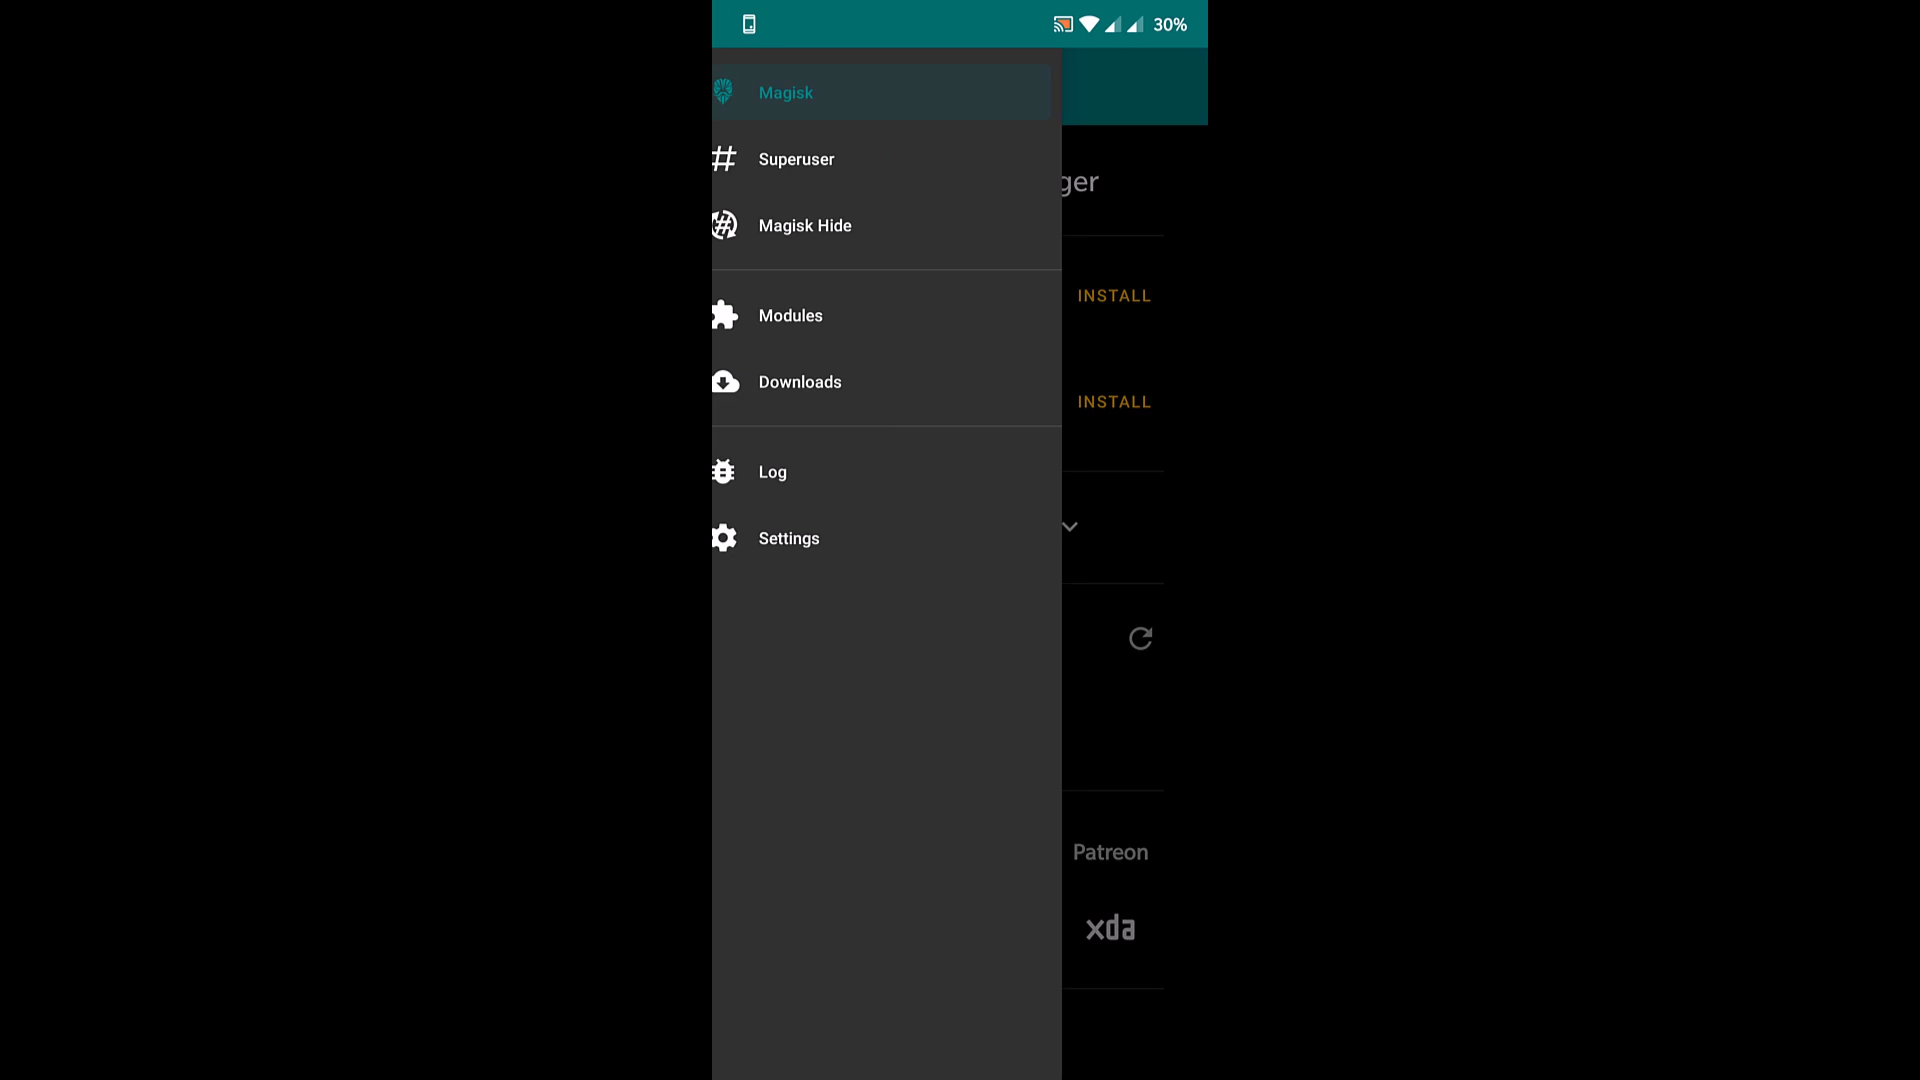 30%
Magisk
Superuser
ger
Magisk Hide
INSTALL
Modules
Downloads
INSTALL
Log
Settings
Patreon
xda